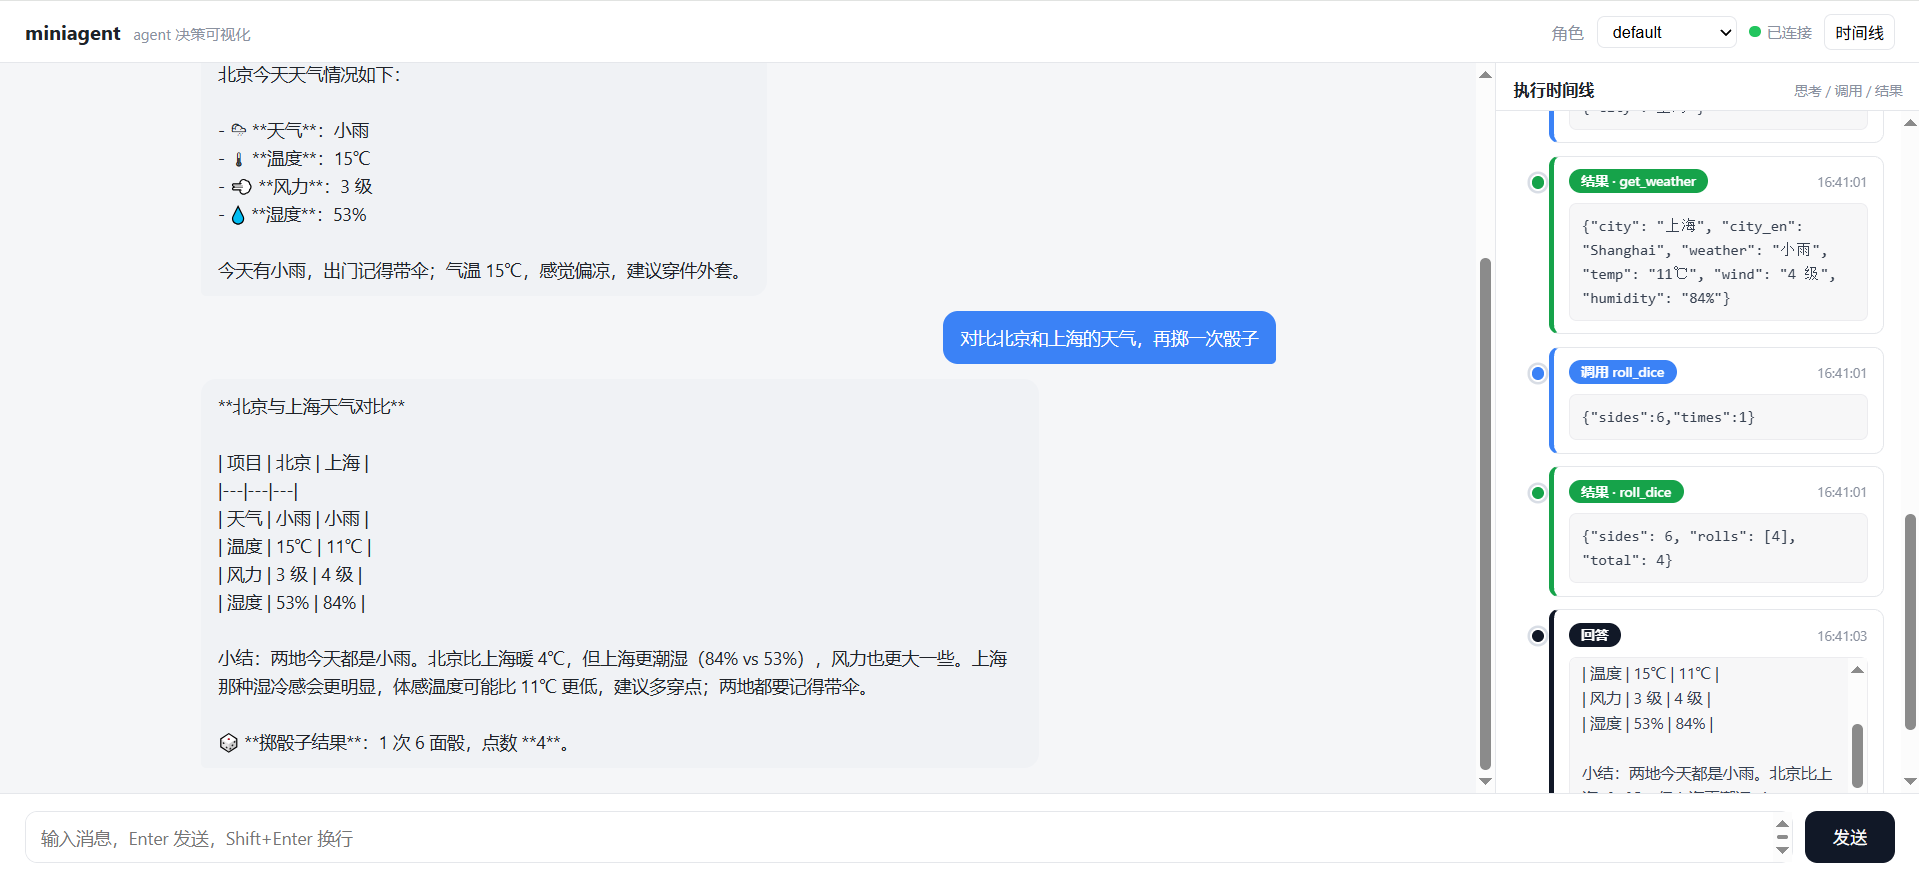 miniagent agent 决策可视化
角色 default 已连接 时间线
北京今天天气情况如下：
- 🌧 **天气**：小雨
- 🌡 **温度**：15℃
- 💨 **风力**：3 级
- 💧 **湿度**：53%
今天有小雨，出门记得带伞；气温 15℃，感觉偏凉，建议穿件外套。
对比北京和上海的天气，再掷一次骰子
**北京与上海天气对比**
| 项目 | 北京 | 上海 |
|---|---|---|
| 天气 | 小雨 | 小雨 |
| 温度 | 15℃ | 11℃ |
| 风力 | 3 级 | 4 级 |
| 湿度 | 53% | 84% |
小结：两地今天都是小雨。北京比上海暖 4℃，但上海更潮湿（84% vs 53%），风力也更大一些。上海
那种湿冷感会更明显，体感温度可能比 11℃ 更低，建议多穿点；两地都要记得带伞。
🎲 **掷骰子结果**：1 次 6 面骰，点数 **4**。
输入消息，Enter 发送，Shift+Enter 换行
发送
执行时间线 思考 / 调用 / 结果
结果 · get_weather 16:41:01
{"city": "上海", "city_en":
"Shanghai", "weather": "小雨",
"temp": "11℃", "wind": "4 级",
"humidity": "84%"}
调用 roll_dice 16:41:01
{"sides":6,"times":1}
结果 · roll_dice 16:41:01
{"sides": 6, "rolls": [4],
"total": 4}
回答 16:41:03
| 温度 | 15℃ | 11℃ |
| 风力 | 3 级 | 4 级 |
| 湿度 | 53% | 84% |
小结：两地今天都是小雨。北京比上